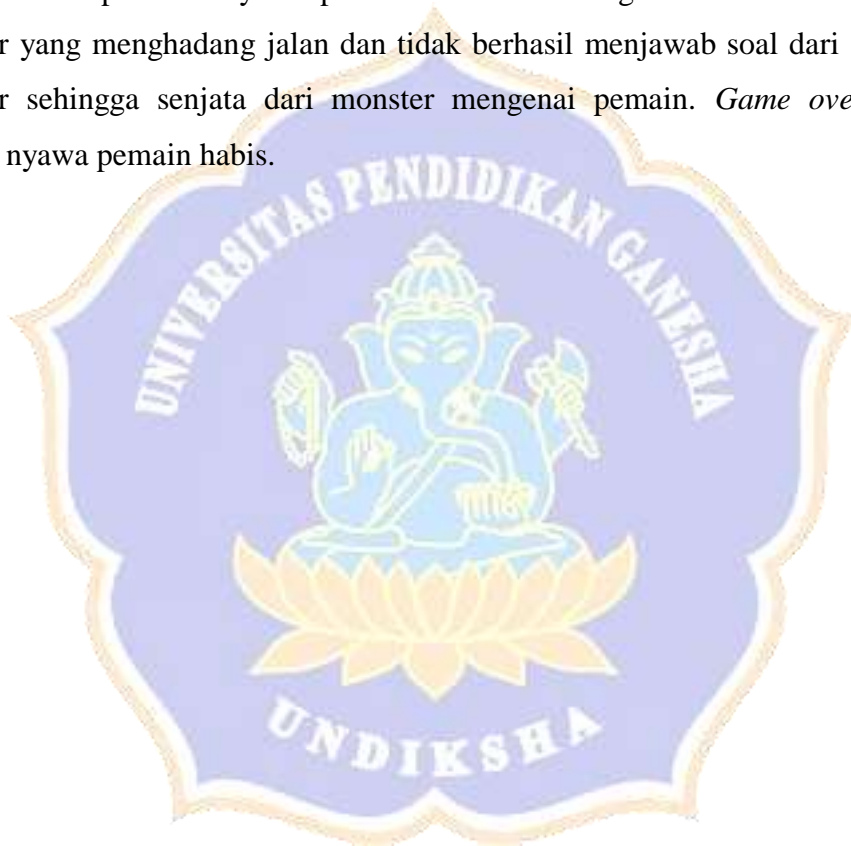 r yang menghadang jalan dan tidak berhasil menjawab soal dari
r sehingga senjata dari monster mengenai pemain. Game ove
nyawa pemain habis.
UNIVERSITAS PENDIDIKAN GANESHA
UNDIKSHA